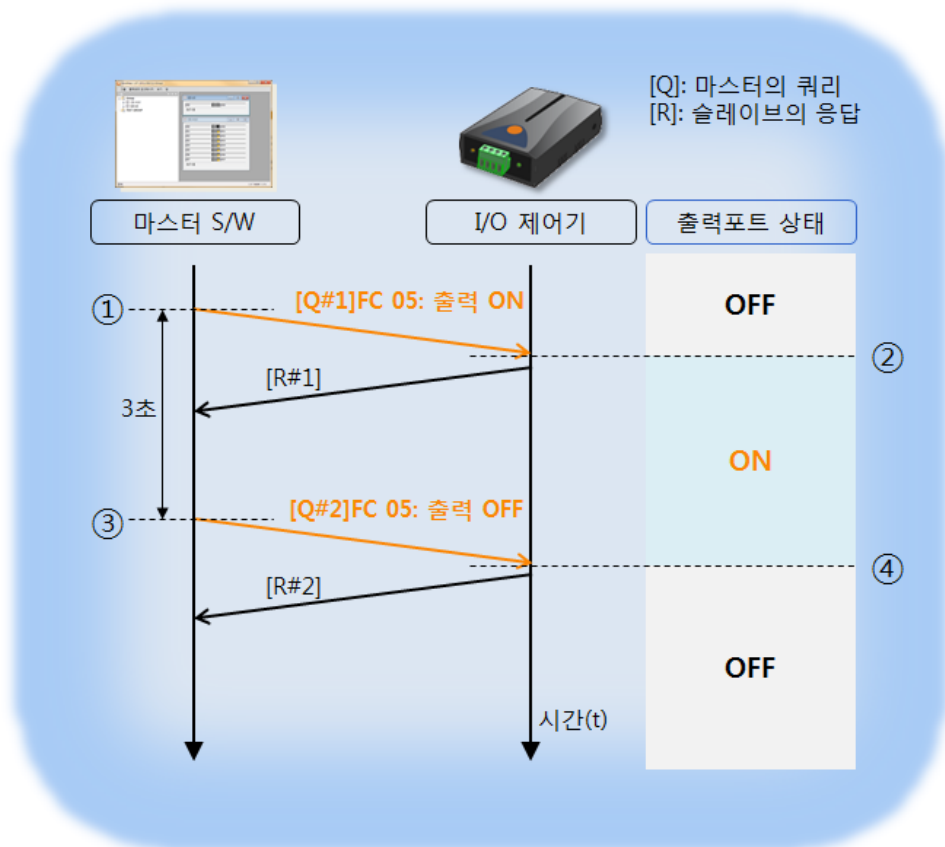 [Q]: 마스터의 쿼리
[R]: 슬레이브의 응답
마스터 S/W
I/O 제어기
출력포트 상태
①
[Q#1]FC 05: 출력 ON
OFF
②
[R#1]
3초
ON
③
[Q#2]FC 05: 출력 OFF
④
[R#2]
OFF
시간(t)